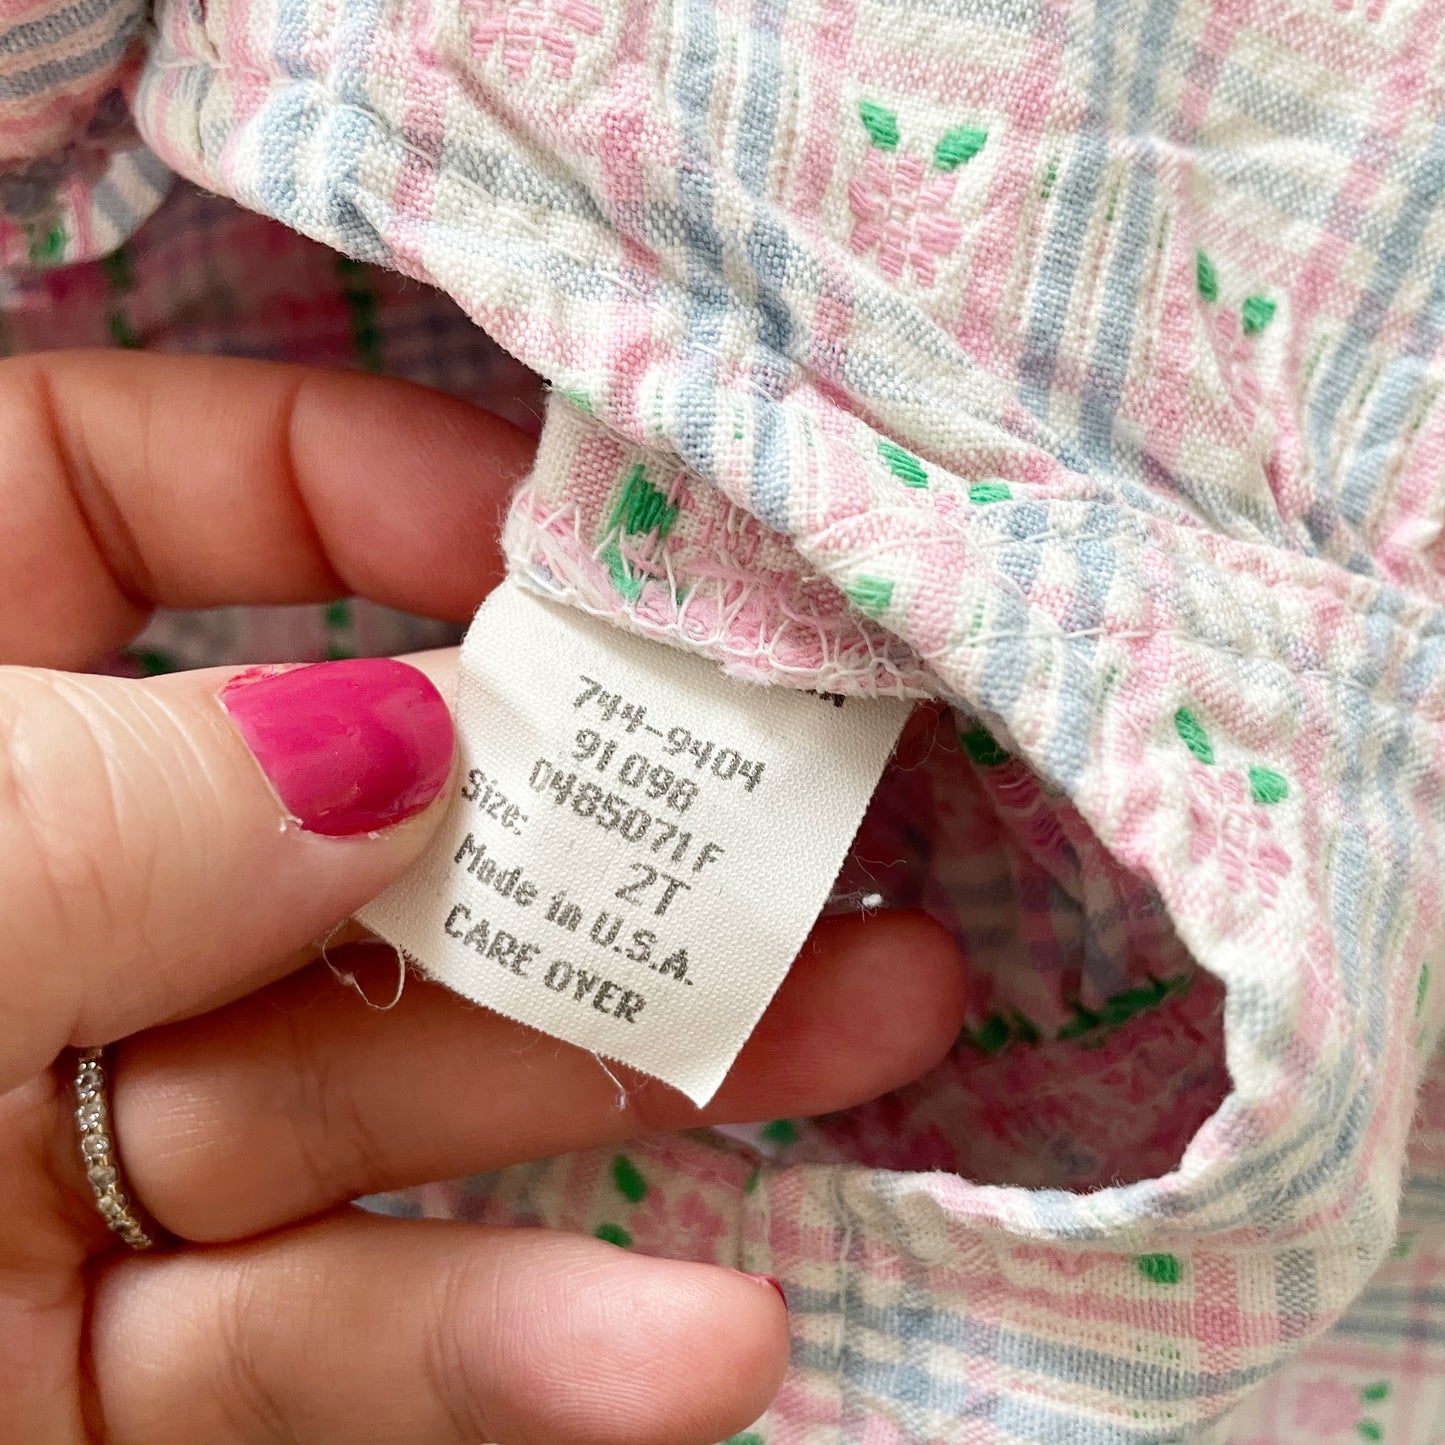 744-9404
91098
0485071F
Size: 2T
Made in U.S.A.
CARE OVER